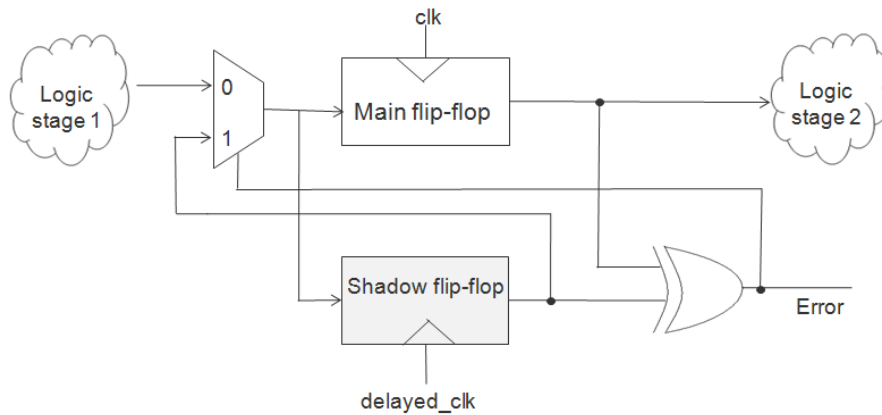 clk
Logic
stage 1
0
1
Main flip-flop
Logic
stage 2
Shadow flip-flop
Error
delayed_clk